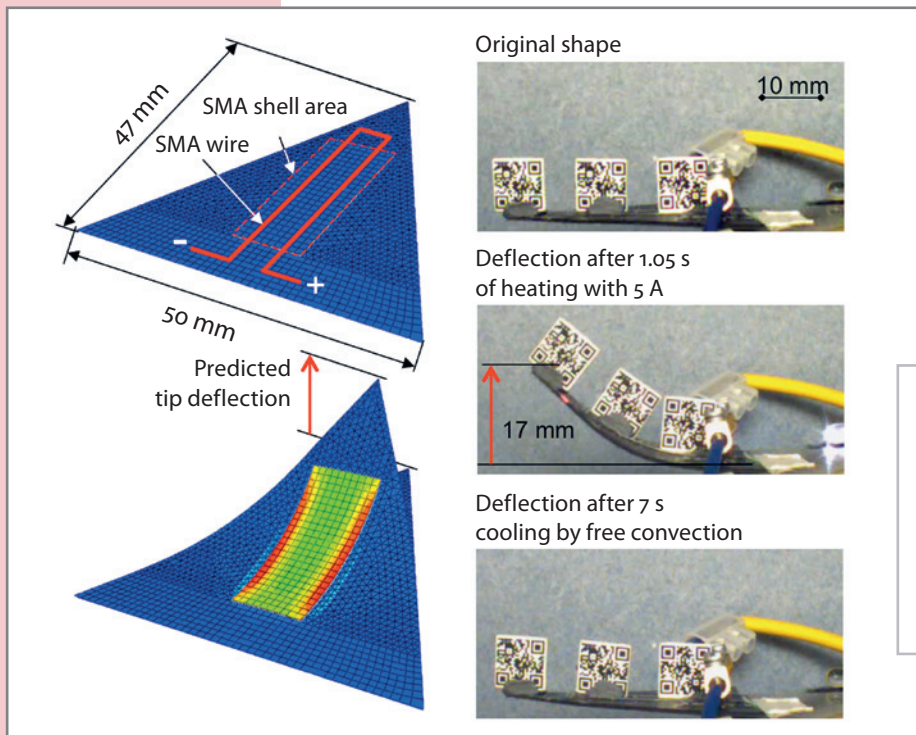 47 mm
SMA shell area
SMA wire
-
+
50 mm
Predicted
tip deflection
Original shape
10 mm
Deflection after 1.05 s
of heating with 5 A
17 mm
Deflection after 7 s
cooling by free convection